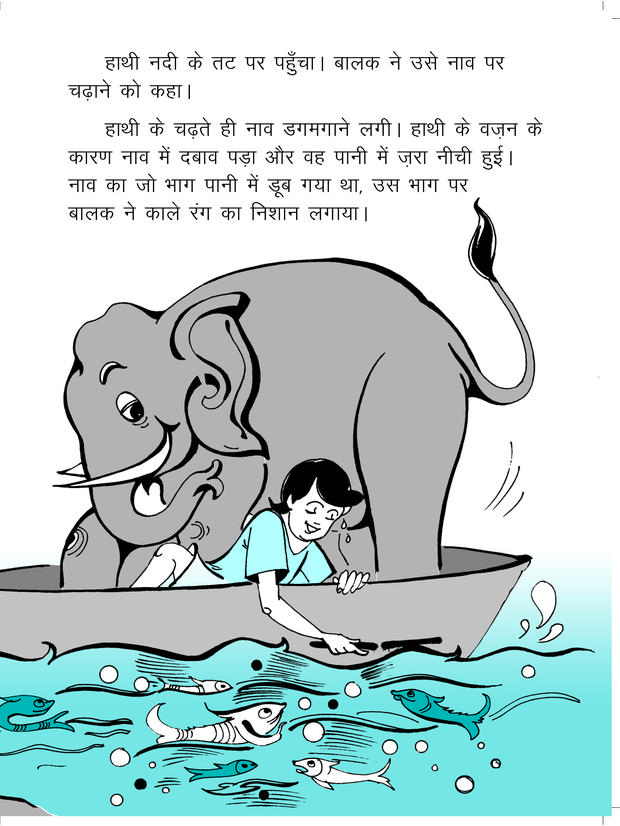 हाथी नदी के तट पर पहुँचा। बालक ने उसे नाव पर
चढ़ाने को कहा।
हाथी के चढ़ते ही नाव डगमगाने लगी। हाथी के वज़न के
कारण नाव में दबाव पड़ा और वह पानी में ज़रा नीची हुई।
नाव का जो भाग पानी में डूब गया था, उस भाग पर
बालक ने काले रंग का निशान लगाया।